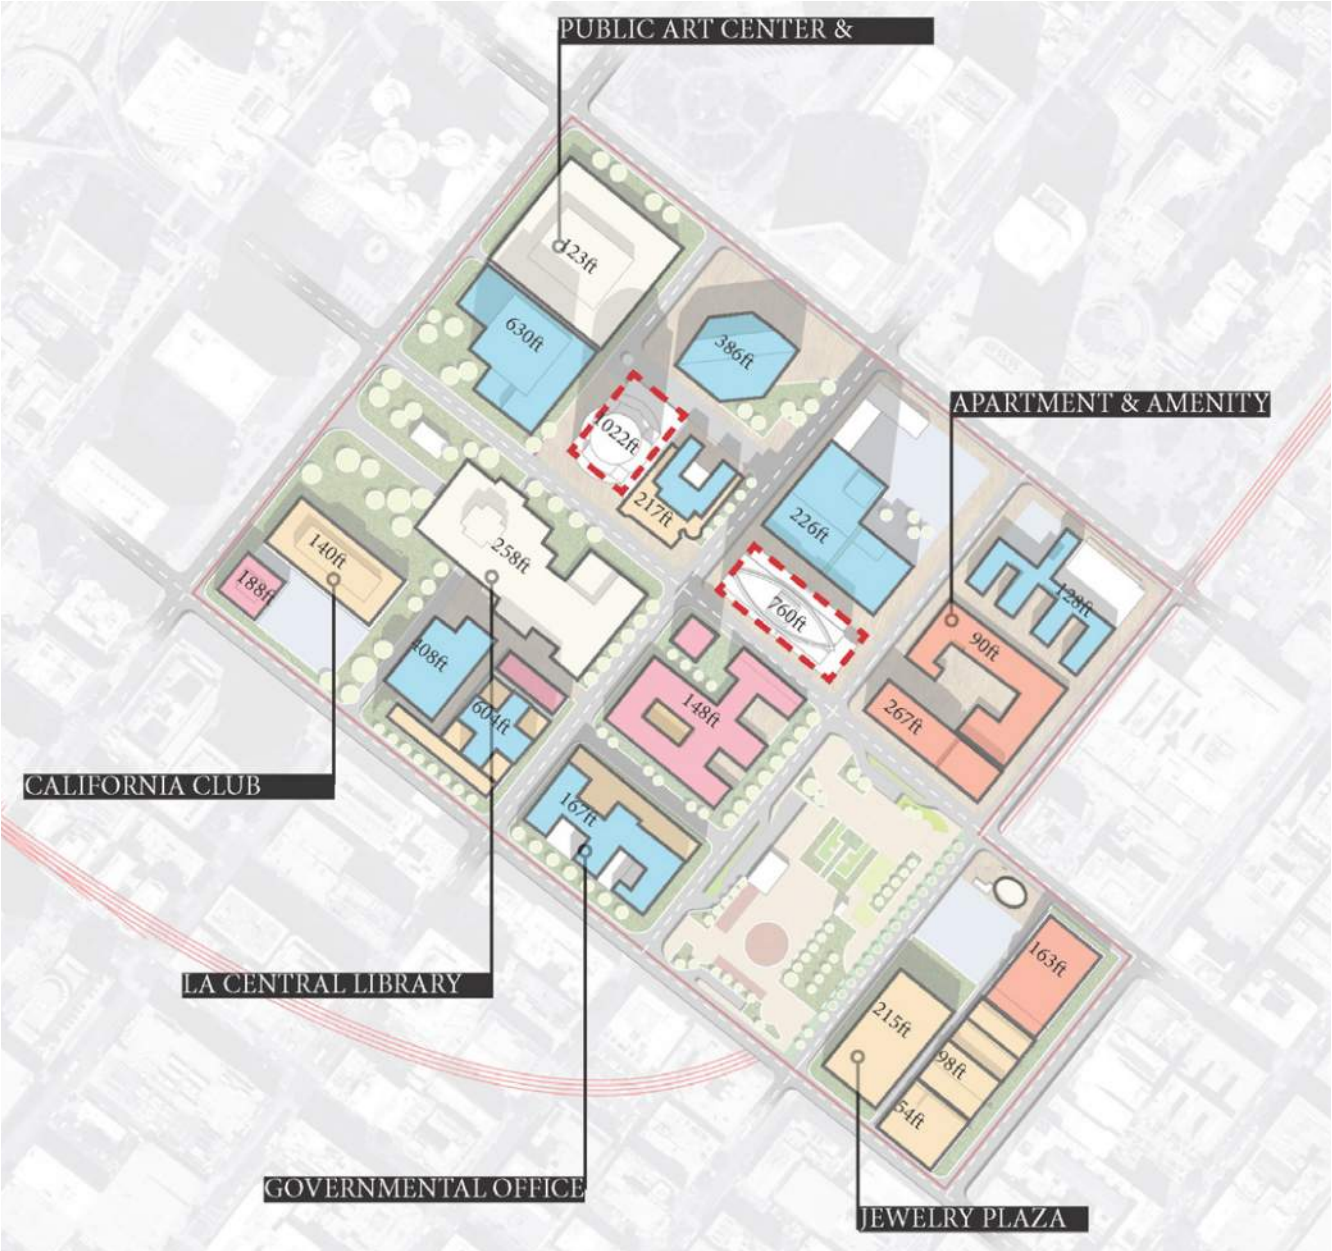 PUBLIC ART CENTER &
123ft
630ft
386ft
APARTMENT & AMENITY
1022ft
217ft
226ft
258ft
140ft
188ft
128ft
760ft
90ft
408ft
604ft
148ft
267ft
CALIFORNIA CLUB
167ft
163ft
LA CENTRAL LIBRARY
215ft
98ft
54ft
GOVERNMENTAL OFFICE
JEWELRY PLAZA